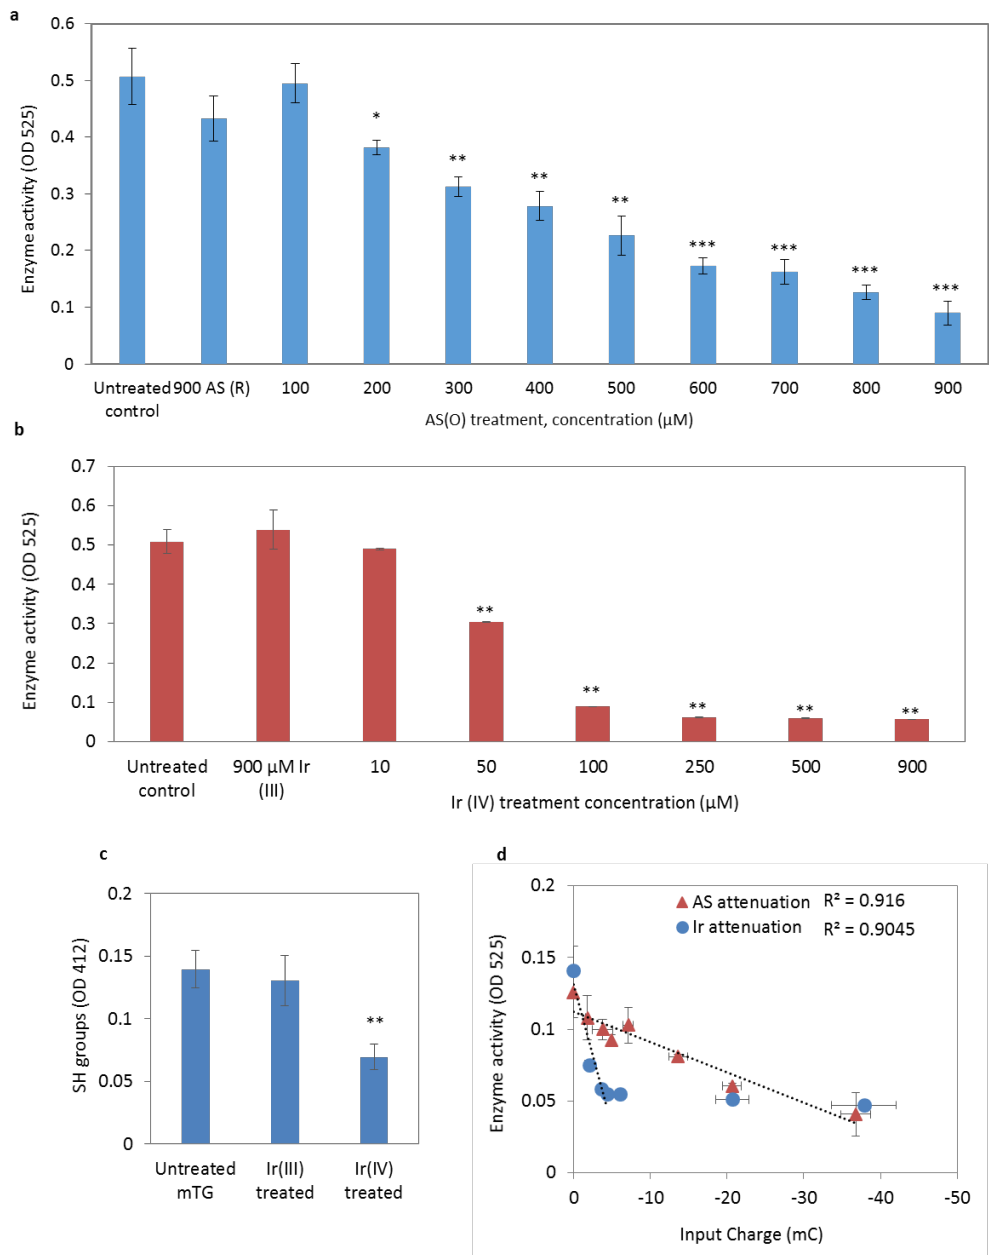 a
0.6
0.5
0.4
0.3
0.2
0.1
0
Enzyme activity (OD 525)
*
**
**
**
***
***
***
***
Untreated control
900 AS (R)
100
200
300
400
500
600
700
800
900
AS(O) treatment, concentration (μM)
b
0.7
0.6
0.5
0.4
0.3
0.2
0.1
0
Enzyme activity (OD 525)
**
**
**
**
**
Untreated
control
900 μM Ir
(III)
10
50
100
250
500
900
Ir (IV) treatment concentration (μM)
c
0.2
0.15
0.1
0.05
0
SH groups (OD 412)
**
Untreated
mTG
Ir(III)
treated
Ir(IV)
treated
d
0.2
0.15
0.1
0.05
0
Enzyme activity (OD 525)
AS attenuation R² = 0.916
Ir attenuation R² = 0.9045
0 -10 -20 -30 -40 -50
Input Charge (mC)